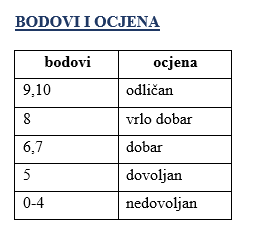 BODOVI I OCJENA
bodovi ocjena
9,10 odličan
8 vrlo dobar
6,7 dobar
5 dovoljan
0-4 nedovoljan